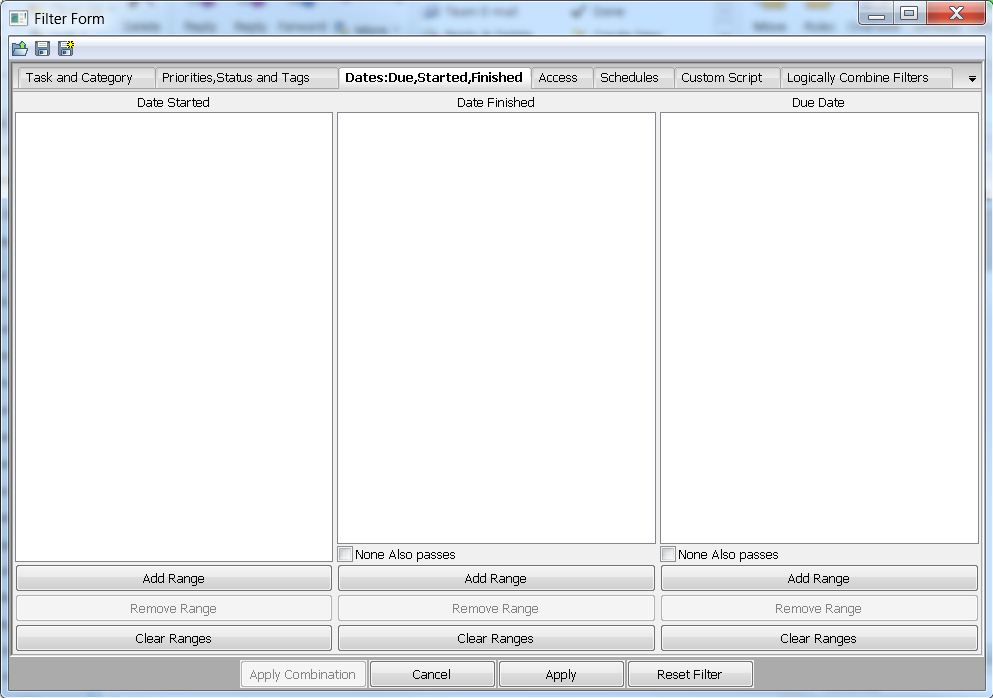 Filter Form
Task and Category Priorities,Status and Tags Dates:Due,Started,Finished Access Schedules Custom Script Logically Combine Filters
Date Started Date Finished Due Date
None Also passes None Also passes
Add Range Add Range Add Range
Remove Range Remove Range Remove Range
Clear Ranges Clear Ranges Clear Ranges
Apply Combination Cancel Apply Reset Filter